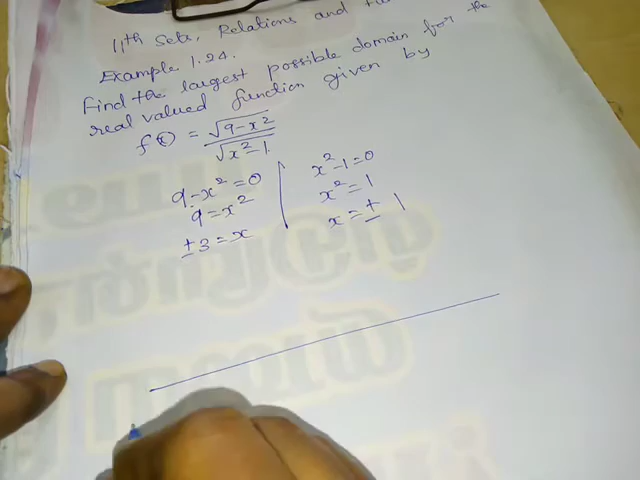 11th Sets, Relations and
Example 1.24.
Find the largest possible domain for the
real valued function given by
f(x) = √9-x2 / √x2-1
9-x2=0
9=x2
±3=x
x2-1=0
x2=1
x=±1